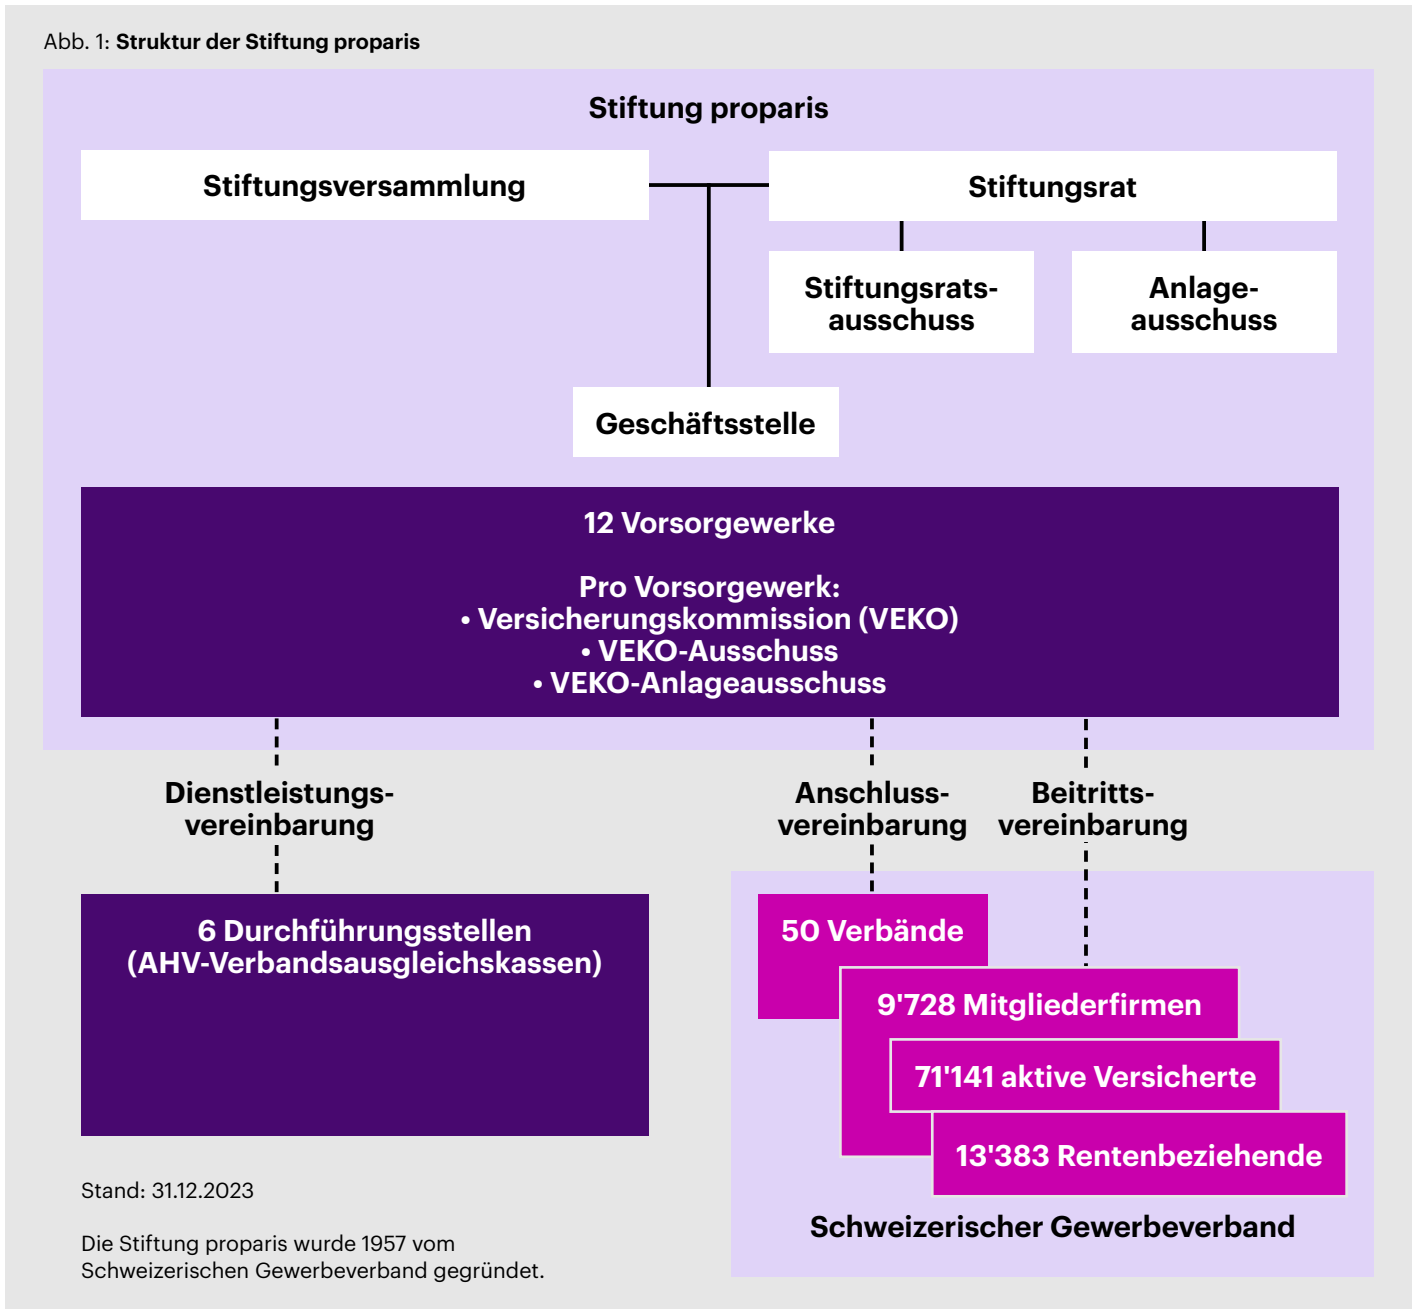 Abb. 1: Struktur der Stiftung proparis
Stiftung proparis
Stiftungsversammlung
Stiftungsrat
Stiftungsrats-
ausschuss
Anlage-
ausschuss
Geschäftsstelle
12 Vorsorgewerke
Pro Vorsorgewerk:
• Versicherungskommission (VEKO)
• VEKO-Ausschuss
• VEKO-Anlageausschuss
Dienstleistungs-
vereinbarung
Anschluss-
vereinbarung
Beitritts-
vereinbarung
6 Durchführungsstellen
(AHV-Verbandsausgleichskassen)
50 Verbände
9'728 Mitgliederfirmen
71'141 aktive Versicherte
13'383 Rentenbeziehende
Schweizerischer Gewerbeverband
Stand: 31.12.2023
Die Stiftung proparis wurde 1957 vom
Schweizerischen Gewerbeverband gegründet.